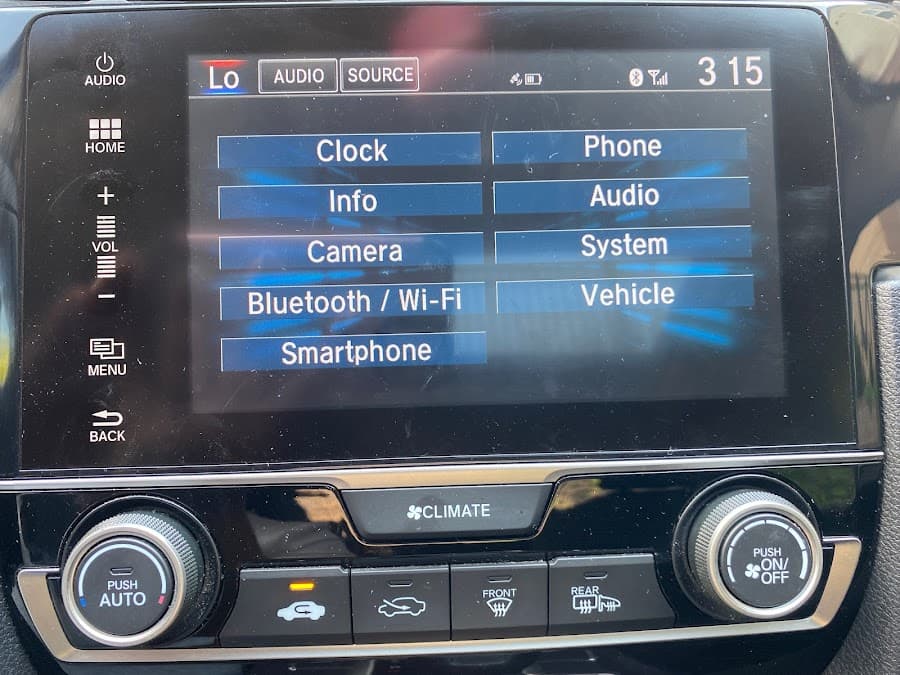 AUDIO
HOME
+
VOL
−
MENU
BACK
Lo AUDIO SOURCE 3 15
Clock Phone
Info Audio
Camera System
Bluetooth / Wi-Fi Vehicle
Smartphone
CLIMATE
PUSH
AUTO
FRONT
REAR
PUSH
ON/
OFF